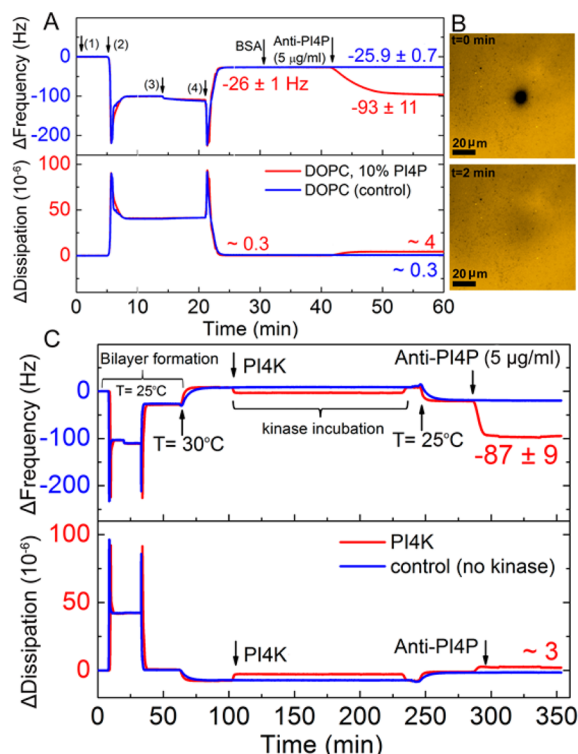 A
B
ΔFrequency (Hz)
0
-100
-200
(1)
(2)
(3)
(4)
BSA
Anti-PI4P
(5 µg/ml)
-25.9 ± 0.7
-26 ± 1 Hz
-93 ± 11
ΔDissipation (10-6)
100
50
0
DOPC, 10% PI4P
DOPC (control)
~ 0.3
~ 4
~ 0.3
0 10 20 30 40 50 60
Time (min)
t=0 min
20 µm
t=2 min
20 µm
C
ΔFrequency (Hz)
0
-100
-200
Bilayer formation
T= 25°C
T= 30°C
PI4K
kinase incubation
T= 25°C
Anti-PI4P (5 µg/ml)
-87 ± 9
ΔDissipation (10-6)
100
50
0
PI4K
control (no kinase)
PI4K
Anti-PI4P
~ 3
0 50 100 150 200 250 300 350
Time (min)